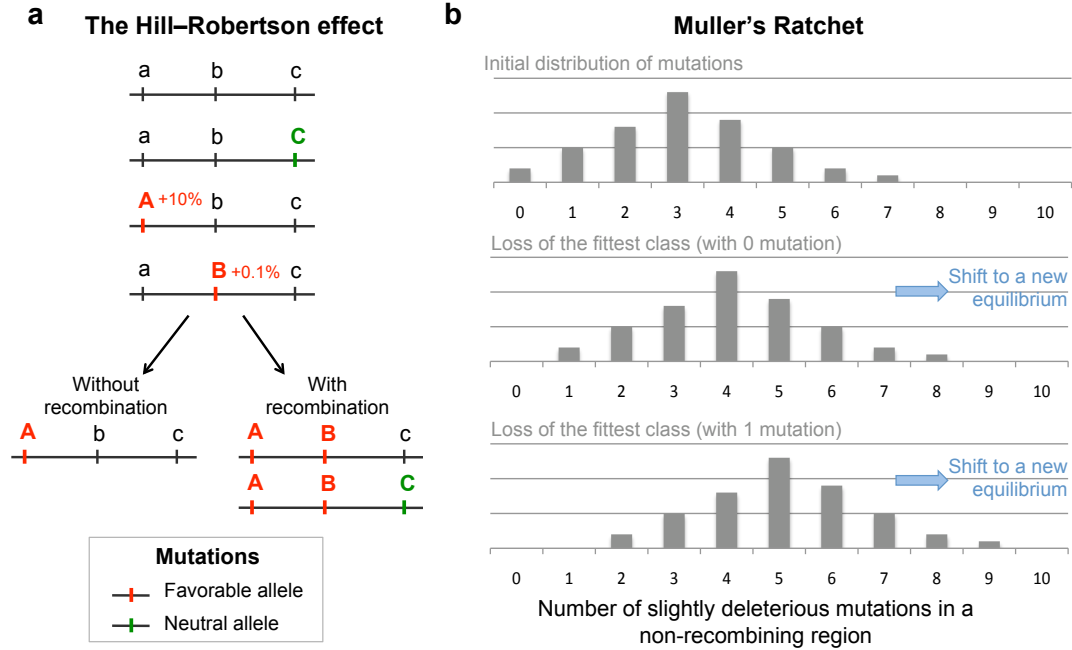 a
The Hill–Robertson effect
a b c
a b C
A +10% b c
a B +0.1% c
Without
recombination
A b c
With
recombination
A B c
A B C
Mutations
Favorable allele
Neutral allele
b
Muller's Ratchet
Initial distribution of mutations
0 1 2 3 4 5 6 7 8 9 10
Loss of the fittest class (with 0 mutation)
Shift to a new
equilibrium
0 1 2 3 4 5 6 7 8 9 10
Loss of the fittest class (with 1 mutation)
Shift to a new
equilibrium
0 1 2 3 4 5 6 7 8 9 10
Number of slightly deleterious mutations in a
non-recombining region